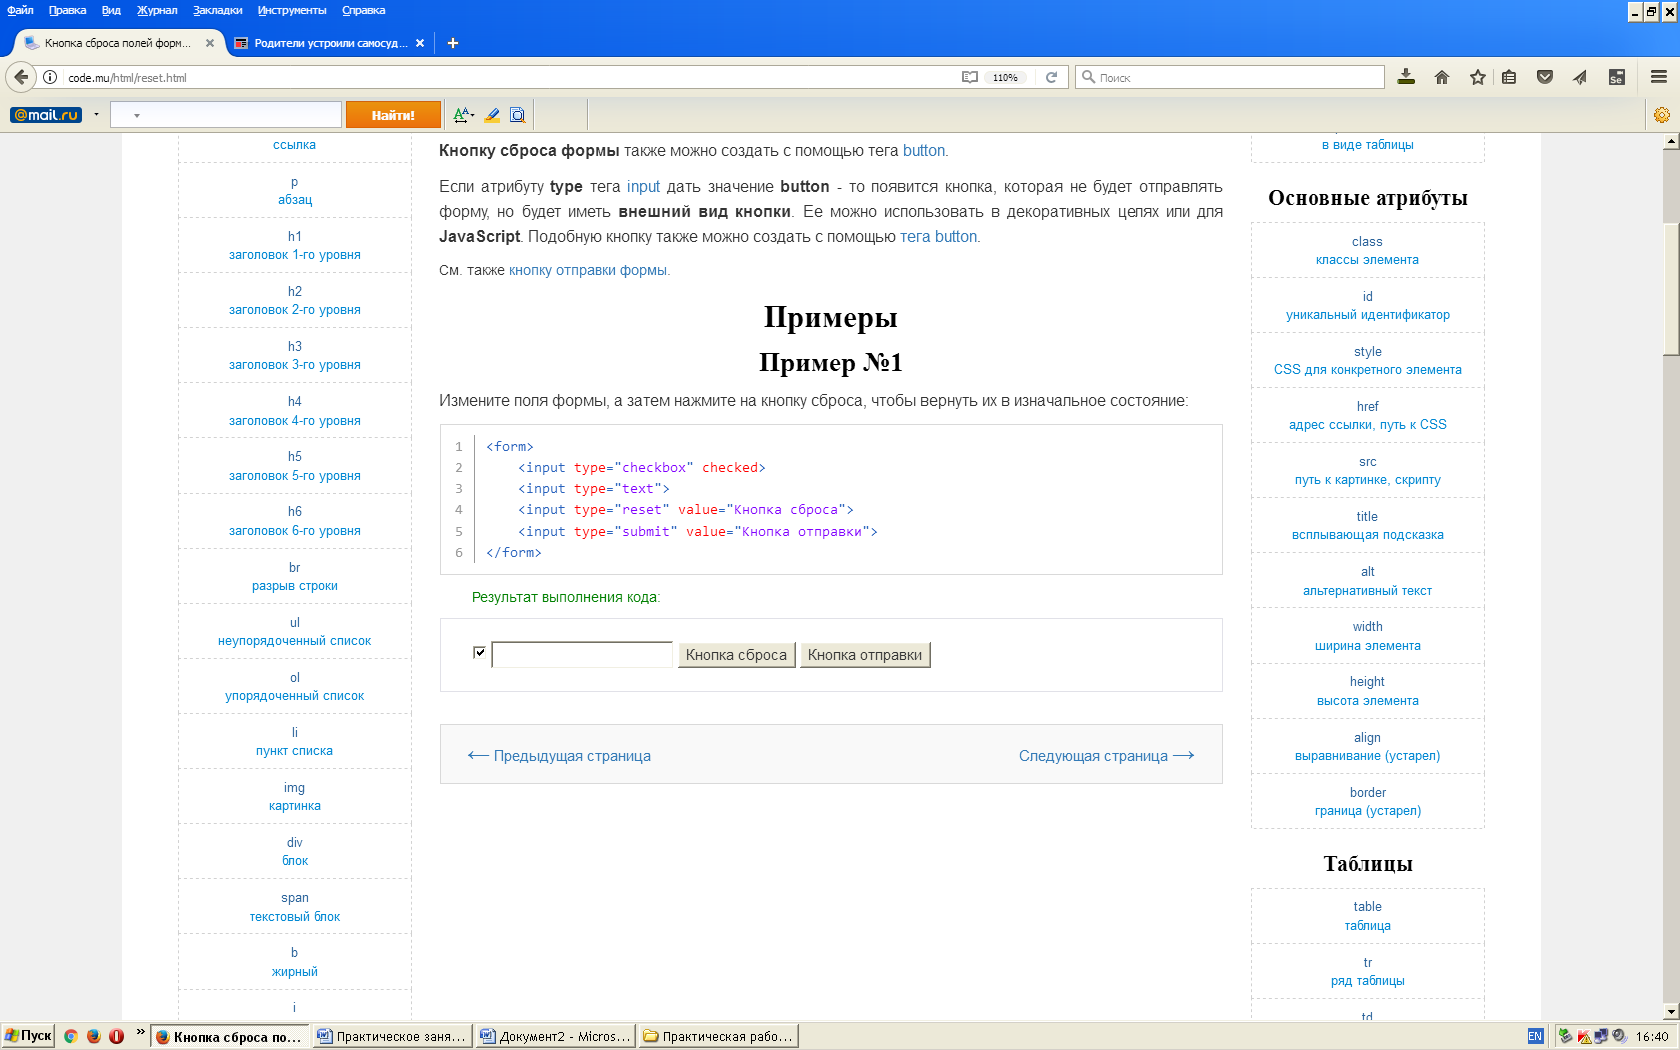 Файл Правка Вид Журнал Закладки Инструменты Справка
Кнопка сброса полей форм...
Родители устроили самосуд...
code.mu/html/reset.html
110%
Поиск
Se
@mail.ru
Найти!
ссылка
p
абзац
h1
заголовок 1-го уровня
h2
заголовок 2-го уровня
h3
заголовок 3-го уровня
h4
заголовок 4-го уровня
h5
заголовок 5-го уровня
h6
заголовок 6-го уровня
br
разрыв строки
ul
неупорядоченный список
ol
упорядоченный список
li
пункт списка
img
картинка
div
блок
span
текстовый блок
b
жирный
i
Кнопку сброса формы также можно создать с помощью тега button.
Если атрибуту type тега input дать значение button - то появится кнопка, которая не будет отправлять
форму, но будет иметь внешний вид кнопки. Ее можно использовать в декоративных целях или для
JavaScript. Подобную кнопку также можно создать с помощью тега button.
См. также кнопку отправки формы.
Примеры
Пример №1
Измените поля формы, а затем нажмите на кнопку сброса, чтобы вернуть их в изначальное состояние:
1 <form>
2 <input type="checkbox" checked>
3 <input type="text">
4 <input type="reset" value="Кнопка сброса">
5 <input type="submit" value="Кнопка отправки">
6 </form>
Результат выполнения кода:
Кнопка сброса Кнопка отправки
← Предыдущая страница
Следующая страница →
в виде таблицы
Основные атрибуты
class
классы элемента
id
уникальный идентификатор
style
CSS для конкретного элемента
href
адрес ссылки, путь к CSS
src
путь к картинке, скрипту
title
всплывающая подсказка
alt
альтернативный текст
width
ширина элемента
height
высота элемента
align
выравнивание (устарел)
border
граница (устарел)
Таблицы
table
таблица
tr
ряд таблицы
td
Пуск
»
Кнопка сброса по...
Практическое заня...
Документ2 - Micros...
Практическая рабо...
EN
16:40